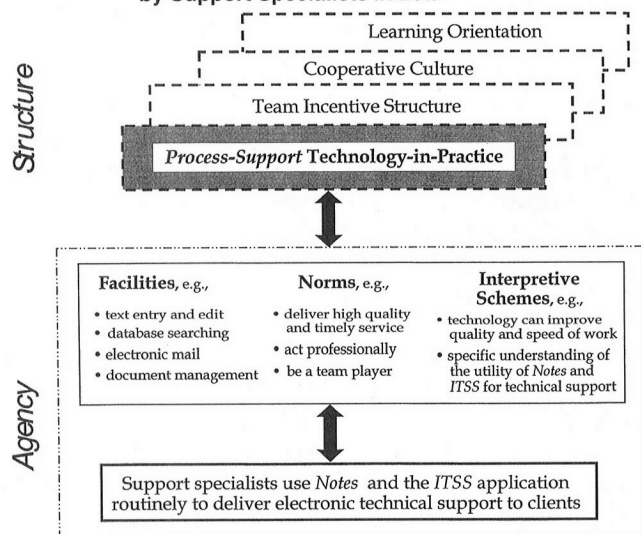 by Support Specialists in
Learning Orientation
Cooperative Culture
Team Incentive Structure
Process-Support Technology-in-Practice
Structure
Facilities, e.g.,
• text entry and edit
• database searching
• electronic mail
• document management
Norms, e.g.,
• deliver high quality
and timely service
• act professionally
• be a team player
Interpretive
Schemes, e.g.,
• technology can improve
quality and speed of work
• specific understanding of
the utility of Notes and
ITSS for technical support
Agency
Support specialists use Notes and the ITSS application
routinely to deliver electronic technical support to clients